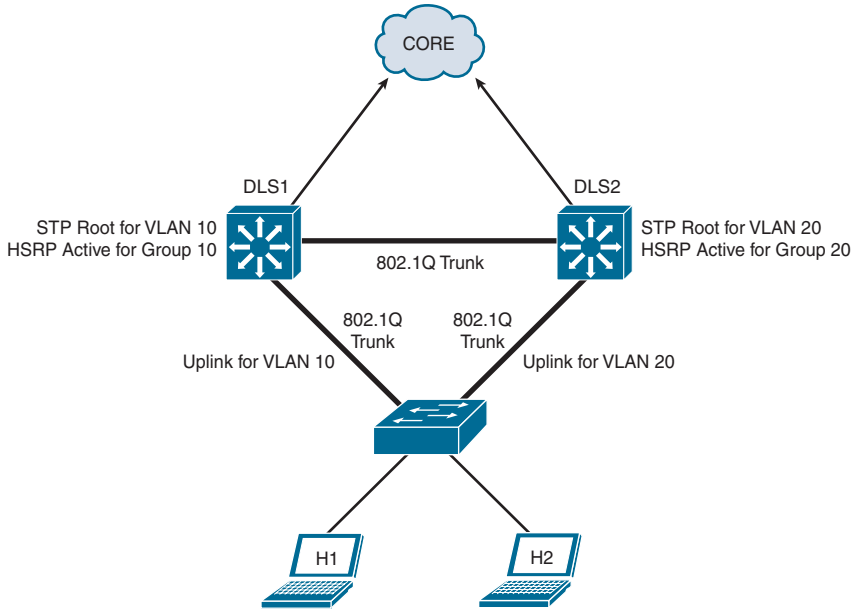 CORE
DLS1
DLS2
STP Root for VLAN 10
HSRP Active for Group 10
STP Root for VLAN 20
HSRP Active for Group 20
802.1Q Trunk
802.1Q
Trunk
802.1Q
Trunk
Uplink for VLAN 10
Uplink for VLAN 20
H1
H2